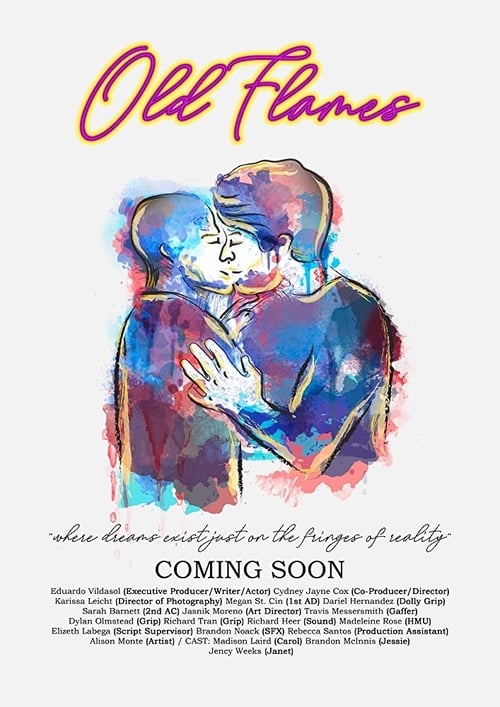 Old Flames
"where dreams exist just on the fringes of reality"
COMING SOON
Eduardo Vildasol (Executive Producer/Writer/Actor) Cydney Jayne Cox (Co-Producer/Director)
Karissa Leicht (Director of Photography) Megan St. Cin (1st AD) Dariel Hernandez (Dolly Grip)
Sarah Barnett (2nd AC) Jasnik Moreno (Art Director) Travis Messersmith (Gaffer)
Dylan Olmstead (Grip) Richard Tran (Grip) Richard Heer (Sound) Madeleine Rose (HMU)
Elizeth Labega (Script Supervisor) Brandon Noack (SFX) Rebecca Santos (Production Assistant)
Alison Monte (Artist) / CAST: Madison Laird (Carol) Brandon McInnis (Jessie)
Jency Weeks (Janet)